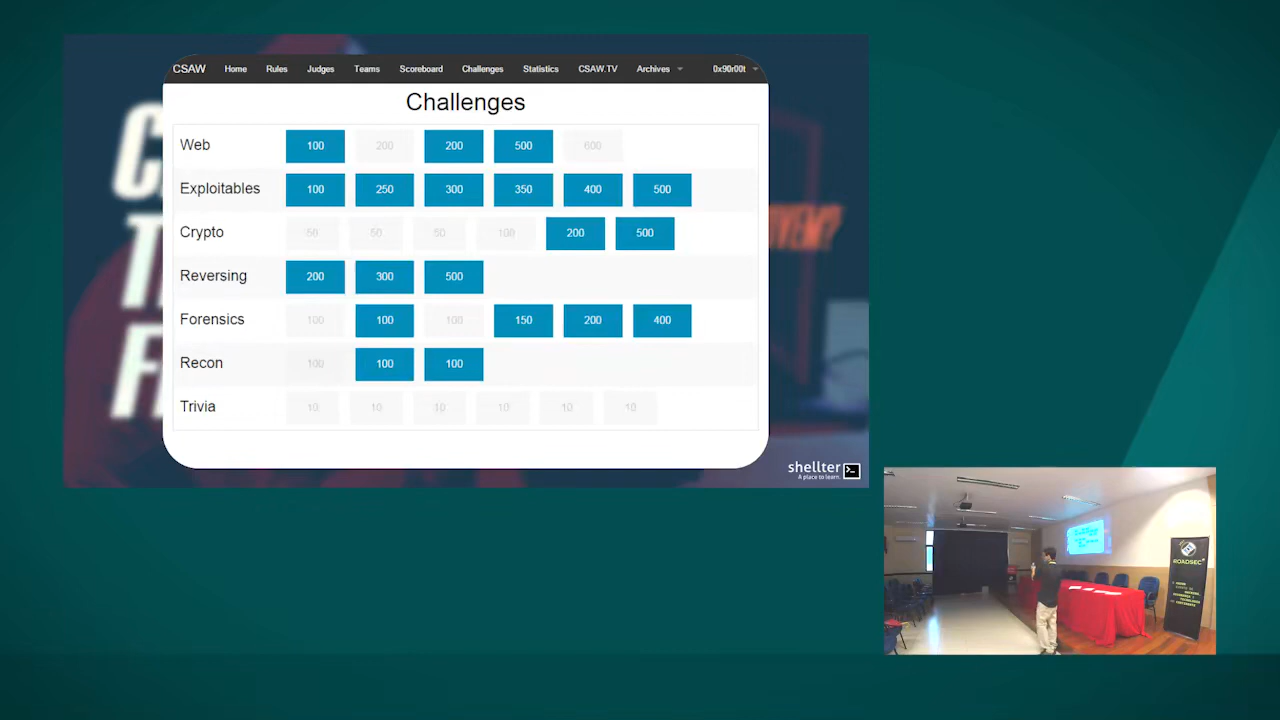 CSAW Home Rules Judges Teams Scoreboard Challenges Statistics CSAW.TV Archives 0x90r00t
Challenges
Web 100 200 200 500 600
Exploitables 100 250 300 350 400 500
Crypto 50 50 50 100 200 500
Reversing 200 300 500
Forensics 100 100 100 150 200 400
Recon 100 100 100
Trivia 10 10 10 10 10 10
shellter
A place to learn.
ROADSEC